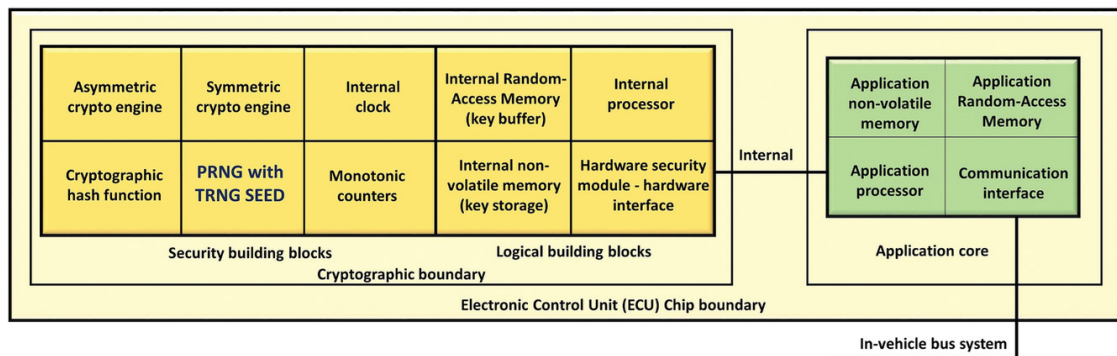 Asymmetric
crypto engine
Symmetric
crypto engine
Internal
clock
Internal Random-
Access Memory
(key buffer)
Internal
processor
Cryptographic
hash function
PRNG with
TRNG SEED
Monotonic
counters
Internal non-
volatile memory
(key storage)
Hardware security
module - hardware
interface
Security building blocks
Logical building blocks
Cryptographic boundary
Internal
Application
non-volatile
memory
Application
Random-Access
Memory
Application
processor
Communication
interface
Application core
Electronic Control Unit (ECU) Chip boundary
In-vehicle bus system